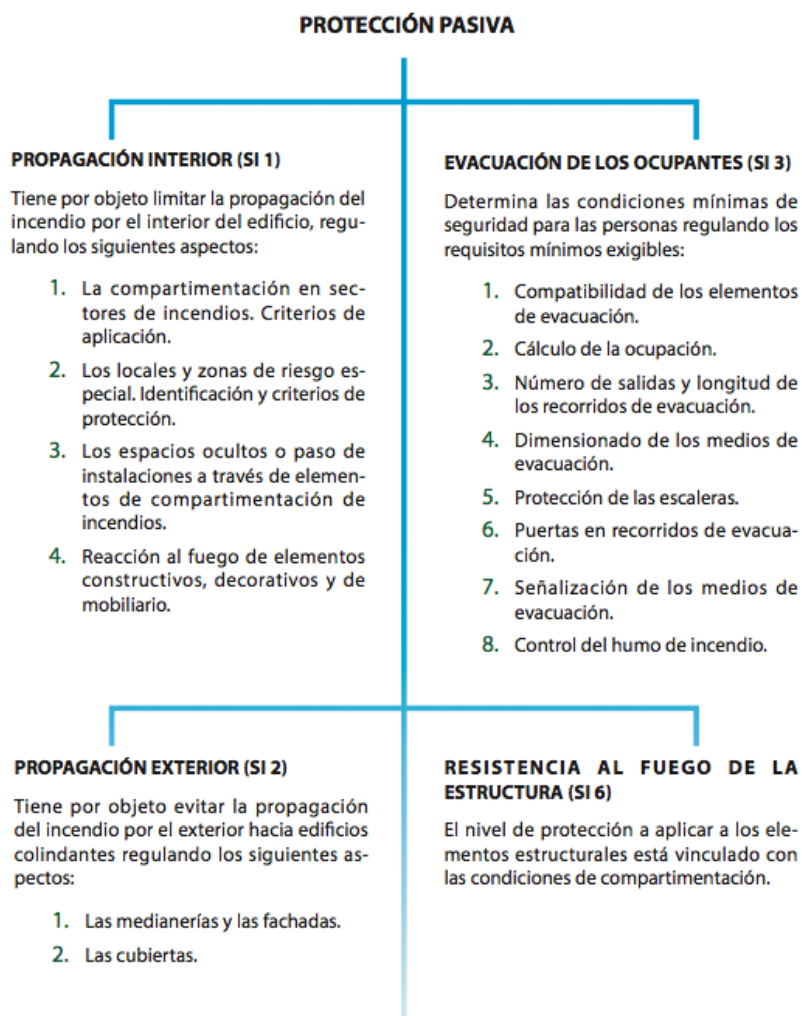 PROTECCIÓN PASIVA
PROPAGACIÓN INTERIOR (SI 1)
Tiene por objeto limitar la propagación del
incendio por el interior del edificio, regu-
lando los siguientes aspectos:
1. La compartimentación en sec-
tores de incendios. Criterios de
aplicación.
2. Los locales y zonas de riesgo es-
pecial. Identificación y criterios de
protección.
3. Los espacios ocultos o paso de
instalaciones a través de elemen-
tos de compartimentación de
incendios.
4. Reacción al fuego de elementos
constructivos, decorativos y de
mobiliario.
EVACUACIÓN DE LOS OCUPANTES (SI 3)
Determina las condiciones mínimas de
seguridad para las personas regulando los
requisitos mínimos exigibles:
1. Compatibilidad de los elementos
de evacuación.
2. Cálculo de la ocupación.
3. Número de salidas y longitud de
los recorridos de evacuación.
4. Dimensionado de los medios de
evacuación.
5. Protección de las escaleras.
6. Puertas en recorridos de evacua-
ción.
7. Señalización de los medios de
evacuación.
8. Control del humo de incendio.
PROPAGACIÓN EXTERIOR (SI 2)
Tiene por objeto evitar la propagación
del incendio por el exterior hacia edificios
colindantes regulando los siguientes as-
pectos:
1. Las medianerías y las fachadas.
2. Las cubiertas.
RESISTENCIA AL FUEGO DE LA
ESTRUCTURA (SI 6)
El nivel de protección a aplicar a los ele-
mentos estructurales está vinculado con
las condiciones de compartimentación.